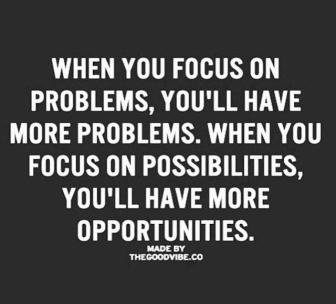 WHEN YOU FOCUS ON
PROBLEMS, YOU'LL HAVE
MORE PROBLEMS. WHEN YOU
FOCUS ON POSSIBILITIES,
YOU'LL HAVE MORE
OPPORTUNITIES.
MADE BY
THEGOODVIBE.CO